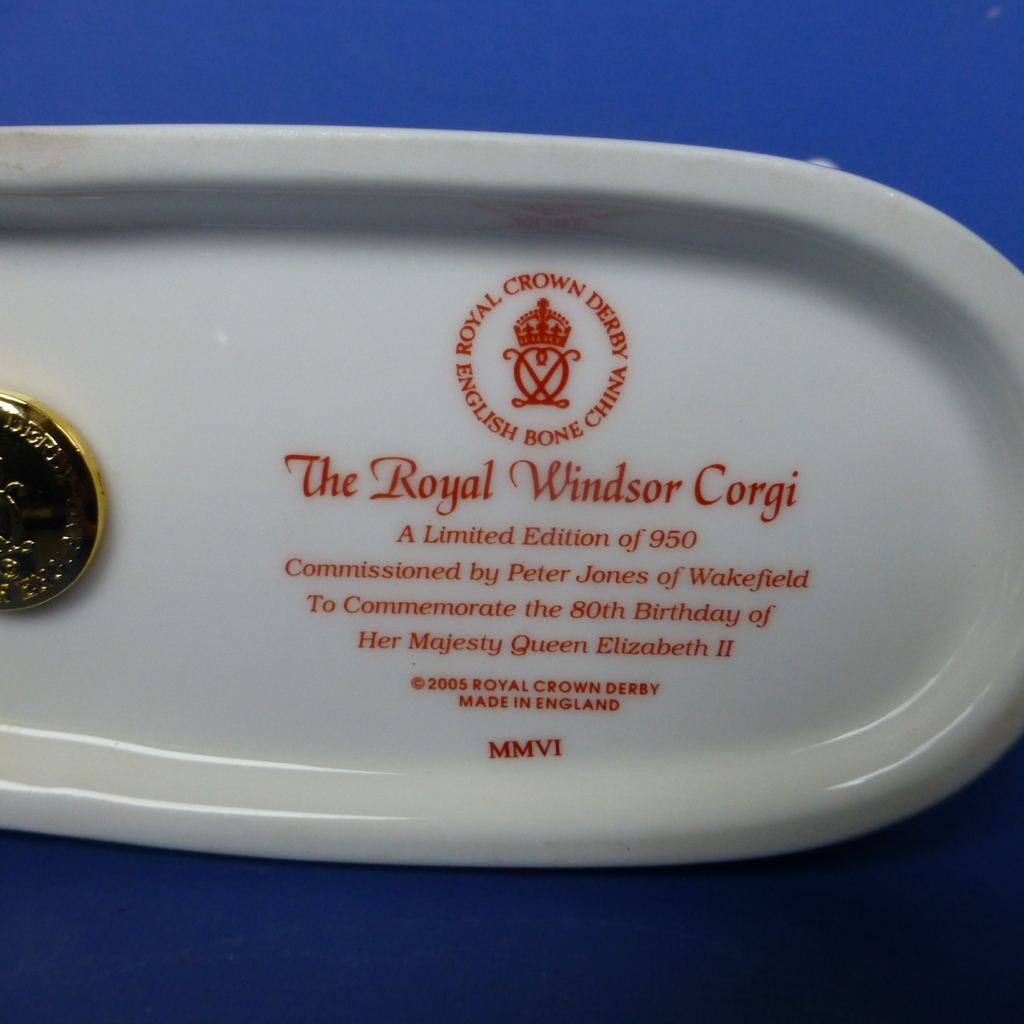 ROYAL CROWN DERBY
ENGLISH BONE CHINA
The Royal Windsor Corgi
A Limited Edition of 950
Commissioned by Peter Jones of Wakefield
To Commemorate the 80th Birthday of
Her Majesty Queen Elizabeth II
© 2005 ROYAL CROWN DERBY
MADE IN ENGLAND
MMVI